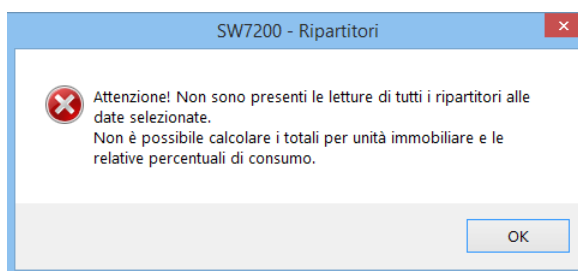 SW7200 - Ripartitori
Attenzione! Non sono presenti le letture di tutti i ripartitori alle
date selezionate.
Non è possibile calcolare i totali per unità immobiliare e le
relative percentuali di consumo.
OK